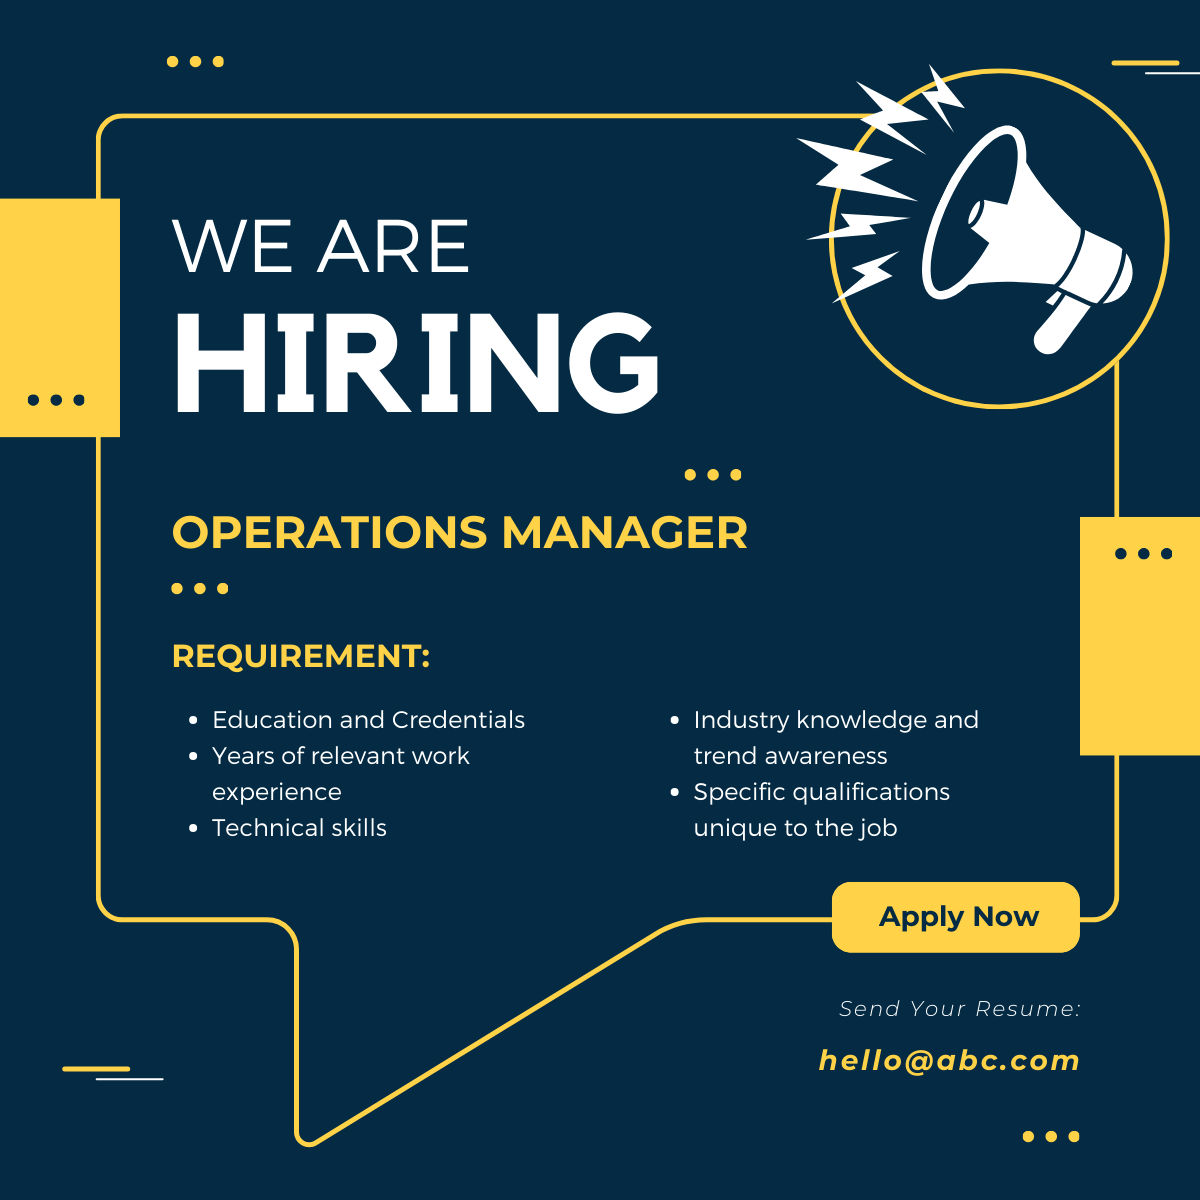 WE ARE
HIRING
OPERATIONS MANAGER
REQUIREMENT:
• Education and Credentials
• Years of relevant work
experience
• Technical skills
• Industry knowledge and
trend awareness
• Specific qualifications
unique to the job
Apply Now
Send Your Resume:
hello@abc.com